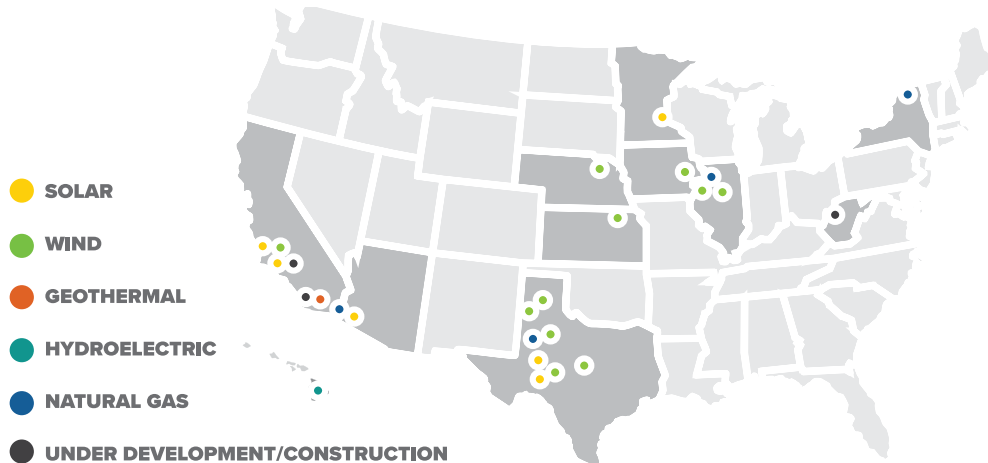 SOLAR
WIND
GEOTHERMAL
HYDROELECTRIC
NATURAL GAS
UNDER DEVELOPMENT/CONSTRUCTION